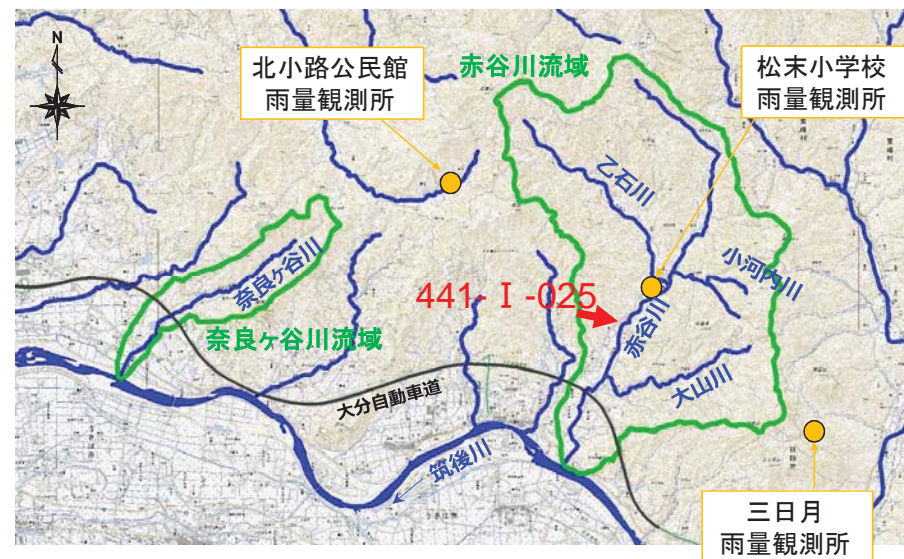 N
北小路公民館
雨量観測所
赤谷川流域
松末小学校
雨量観測所
乙石川
小河内川
奈良ヶ谷川
441-Ⅰ-025
赤谷川
奈良ヶ谷川流域
大分自動車道
大山川
筑後川
三日月
雨量観測所